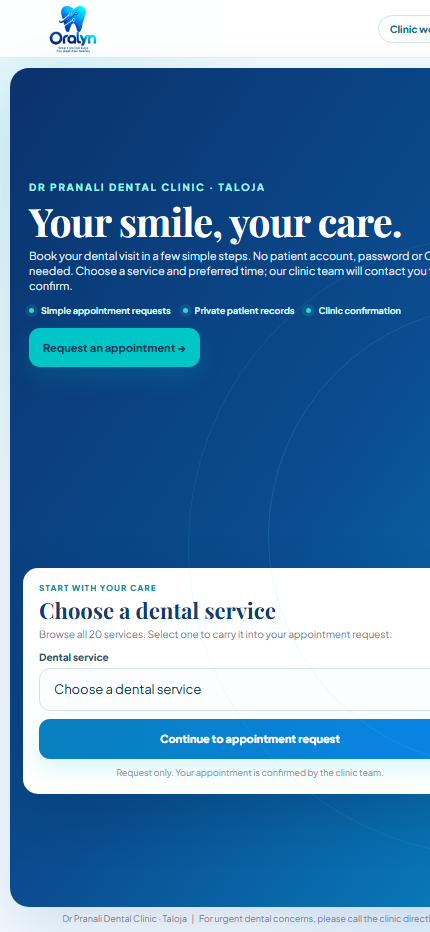 Oralyn
Clinic w
DR PRANALI DENTAL CLINIC · TALOJA
Your smile, your care.
Book your dental visit in a few simple steps. No patient account, password or
needed. Choose a service and preferred time; our clinic team will contact you
confirm.
Simple appointment requests
Private patient records
Clinic confirmation
Request an appointment →
START WITH YOUR CARE
Choose a dental service
Browse all 20 services. Select one to carry it into your appointment request.
Dental service
Choose a dental service
Continue to appointment request
Request only. Your appointment is confirmed by the clinic team.
Dr Pranali Dental Clinic · Taloja | For urgent dental concerns, please call the clinic